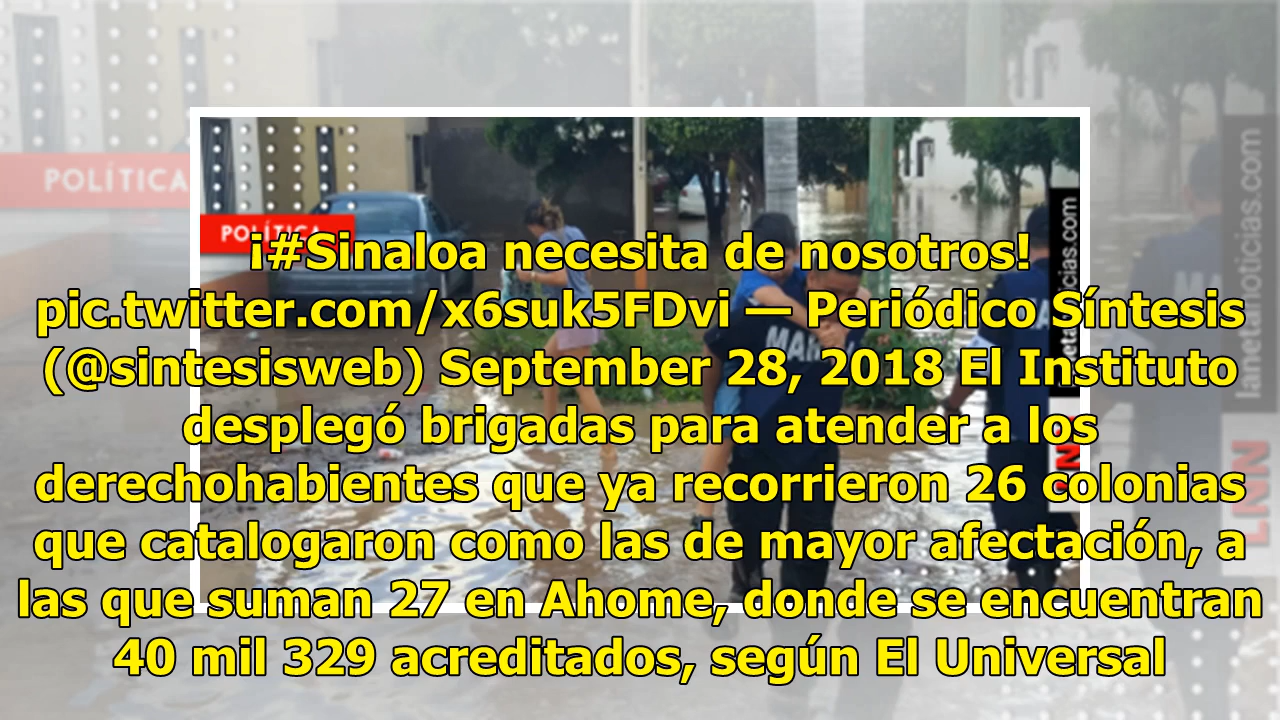 POLÍTICA
POLÍTICA
¡#Sinaloa necesita de nosotros!
pic.twitter.com/x6suk5FDvi — Periódico Síntesis
(@sintesisweb) September 28, 2018 El Instituto
desplegó brigadas para atender a los
derechohabientes que ya recorrieron 26 colonias
que catalogaron como las de mayor afectación, a
las que suman 27 en Ahome, donde se encuentran
40 mil 329 acreditados, según El Universal
lanetanoticias.com
LNN